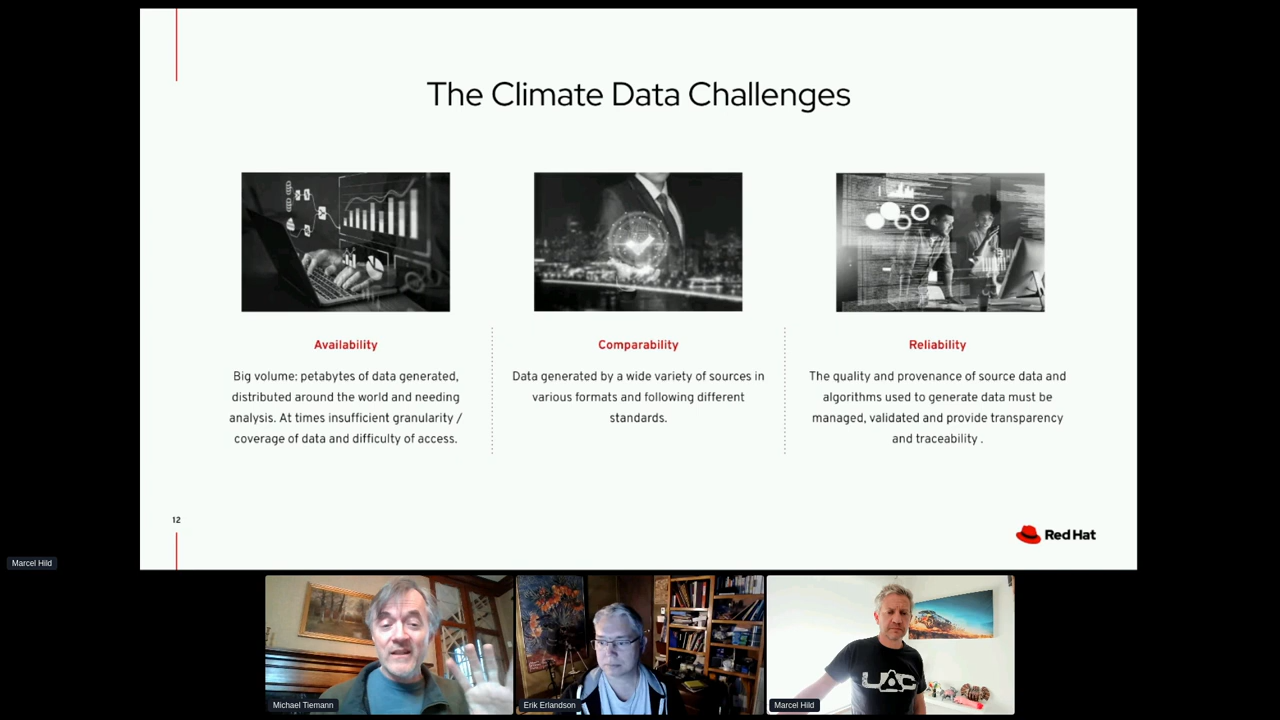 The Climate Data Challenges
Availability
Big volume: petabytes of data generated,
distributed around the world and needing
analysis. At times insufficient granularity /
coverage of data and difficulty of access.
Comparability
Data generated by a wide variety of sources in
various formats and following different
standards.
Reliability
The quality and provenance of source data and
algorithms used to generate data must be
managed, validated and provide transparency
and traceability .
12
Red Hat
Marcel Hild
Michael Tiemann
Erik Erlandson
Marcel Hild